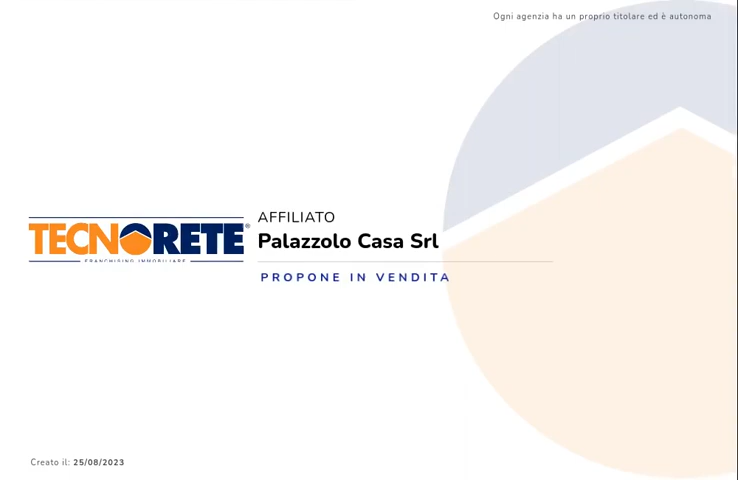 Ogni agenzia ha un proprio titolare ed è autonoma
AFFILIATO
TECNORETE®
Palazzolo Casa Srl
FRANCHISING IMMOBILIARE
PROPONE IN VENDITA
Creato il: 25/08/2023